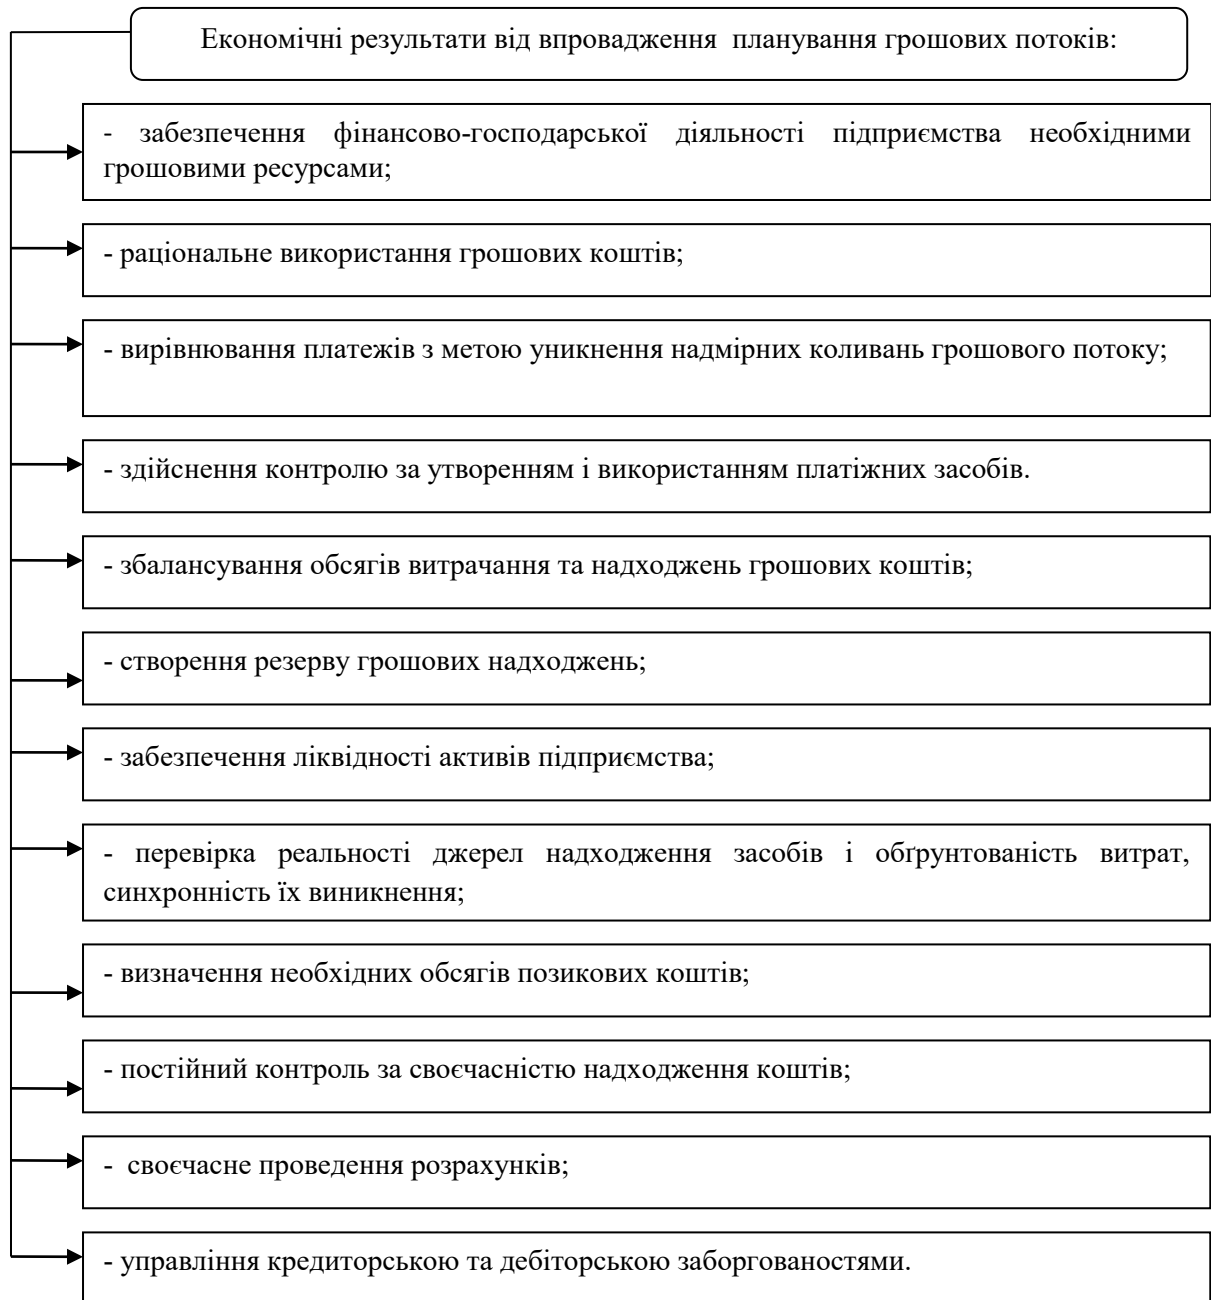 Економічні результати від впровадження планування грошових потоків:
- забезпечення фінансово-господарської діяльності підприємства необхідними
грошовими ресурсами;
- раціональне використання грошових коштів;
- вирівнювання платежів з метою уникнення надмірних коливань грошового потоку;
- здійснення контролю за утворенням і використанням платіжних засобів.
- збалансування обсягів витрачання та надходжень грошових коштів;
- створення резерву грошових надходжень;
- забезпечення ліквідності активів підприємства;
- перевірка реальності джерел надходження засобів і обґрунтованість витрат,
синхронність їх виникнення;
- визначення необхідних обсягів позикових коштів;
- постійний контроль за своєчасністю надходження коштів;
- своєчасне проведення розрахунків;
- управління кредиторською та дебіторською заборгованостями.